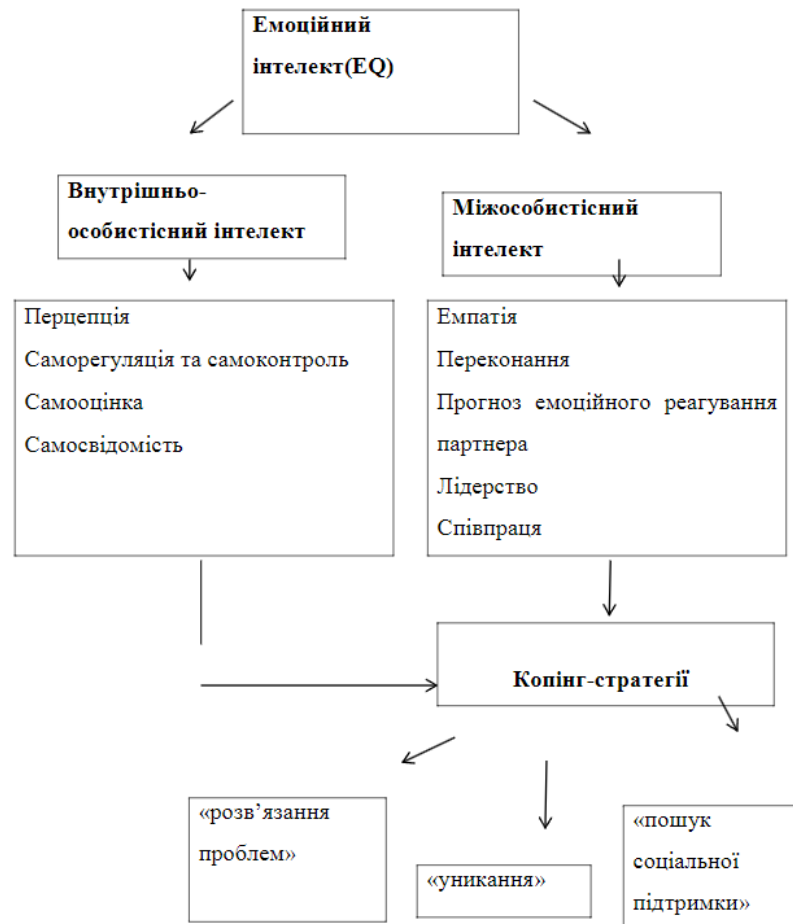 Емоційний
інтелект(EQ)
Внутрішньо-
особистісний інтелект
Міжособистісний
інтелект
Перцепція
Саморегуляція та самоконтроль
Самооцінка
Самосвідомість
Емпатія
Переконання
Прогноз емоційного реагування
партнера
Лідерство
Співпраця
Копінг-стратегії
«розв’язання
проблем»
«уникання»
«пошук
соціальної
підтримки»